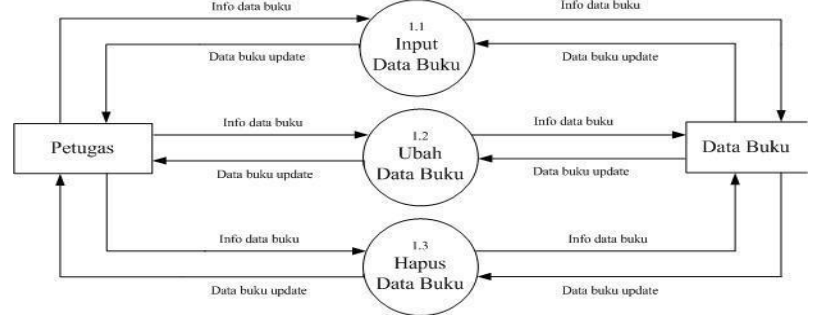 Info data buku
Info data buku
1.1
Input
Data Buku
Data buku update
Data buku update
Info data buku
Info data buku
1.2
Ubah
Data Buku
Petugas
Data Buku
Data buku update
Data buku update
Info data buku
Info data buku
1.3
Hapus
Data Buku
Data buku update
Data buku update